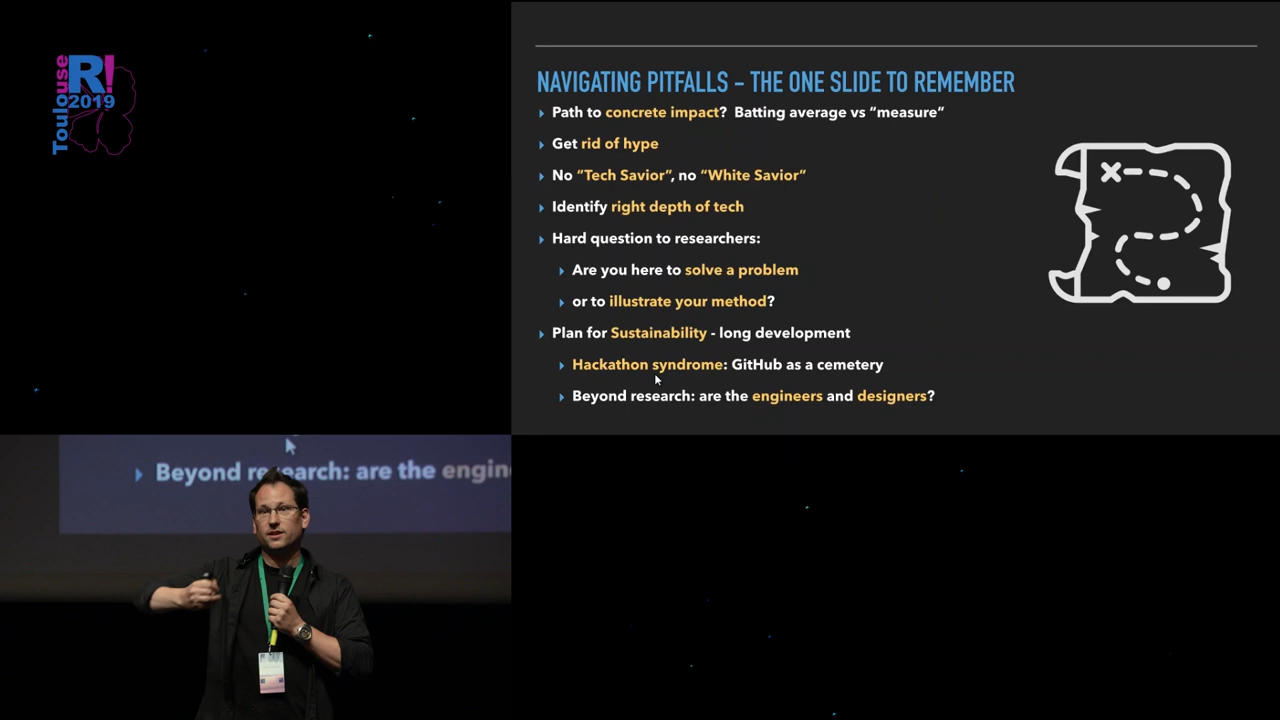 Toulouse
R!
2019
NAVIGATING PITFALLS – THE ONE SLIDE TO REMEMBER
Path to concrete impact? Batting average vs “measure”
Get rid of hype
No “Tech Savior”, no “White Savior”
Identify right depth of tech
Hard question to researchers:
Are you here to solve a problem
or to illustrate your method?
Plan for Sustainability - long development
Hackathon syndrome: GitHub as a cemetery
Beyond research: are the engineers and designers?
Beyond research: are the engin